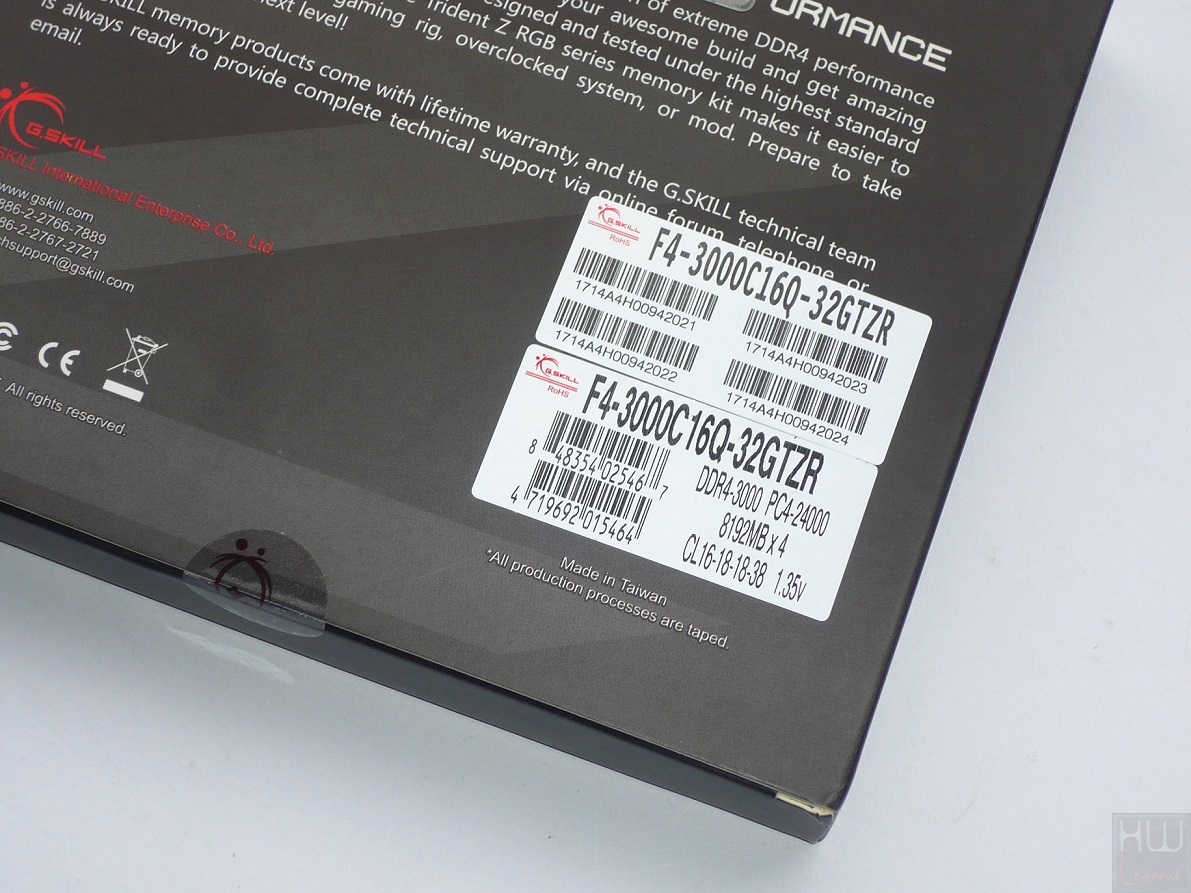 ORMANCE
of extreme DDR4 performance
your awesome build and get amazing
signed and tested under the highest standard
Trident Z RGB series memory kit makes it easier to
gaming rig, overclocked system, or mod. Prepare to take
next level!
SKILL memory products come with lifetime warranty, and the G.SKILL technical team
is always ready to provide complete technical support via online forum, telephone, or
email.
G.SKILL
SKILL International Enterprise Co., Ltd.
www.gskill.com
886-2-2766-7889
86-2-2767-2721
chsupport@gskill.com
CE
All rights reserved.
G.SKILL
RoHS
F4-3000C16Q-32GTZR
1714A4H00942021
1714A4H00942023
1714A4H00942022
1714A4H00942024
G.SKILL
RoHS
F4-3000C16Q-32GTZR
8 48354 02546 7
4 719692 015464
DDR4-3000 PC4-24000
8192MB x 4
CL16-18-18-38 1.35v
Made in Taiwan
*All production processes are taped.
HW
Legend